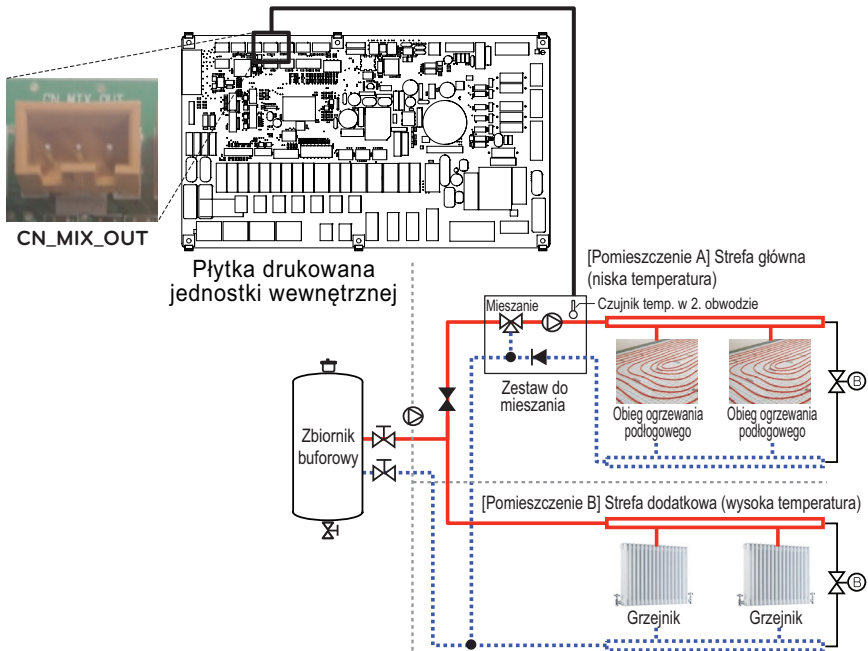 CN_MIX_OUT
CN_MIX_OUT
Płytka drukowana
jednostki wewnętrznej
[Pomieszczenie A] Strefa główna
(niska temperatura)
Mieszanie
Czujnik temp. w 2. obwodzie
Zestaw do
mieszania
Obieg ogrzewania
podłogowego
Obieg ogrzewania
podłogowego
B
Zbiornik
buforowy
[Pomieszczenie B] Strefa dodatkowa (wysoka temperatura)
Grzejnik
Grzejnik
B